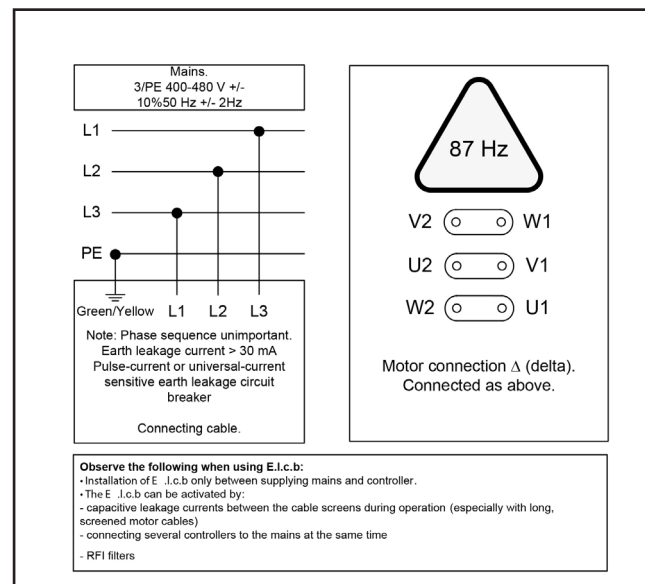 Mains.
3/PE 400-480 V +/-
10%50 Hz +/- 2Hz
L1
L2
L3
PE
Green/Yellow L1 L2 L3
Note: Phase sequence unimportant.
Earth leakage current > 30 mA
Pulse-current or universal-current
sensitive earth leakage circuit
breaker
Connecting cable.
87 Hz
V2 W1
U2 V1
W2 U1
Motor connection Δ (delta).
Connected as above.
Observe the following when using E.l.c.b:
• Installation of E .l.c.b only between supplying mains and controller.
• The E .l.c.b can be activated by:
- capacitive leakage currents between the cable screens during operation (especially with long,
screened motor cables)
- connecting several controllers to the mains at the same time
- RFI filters